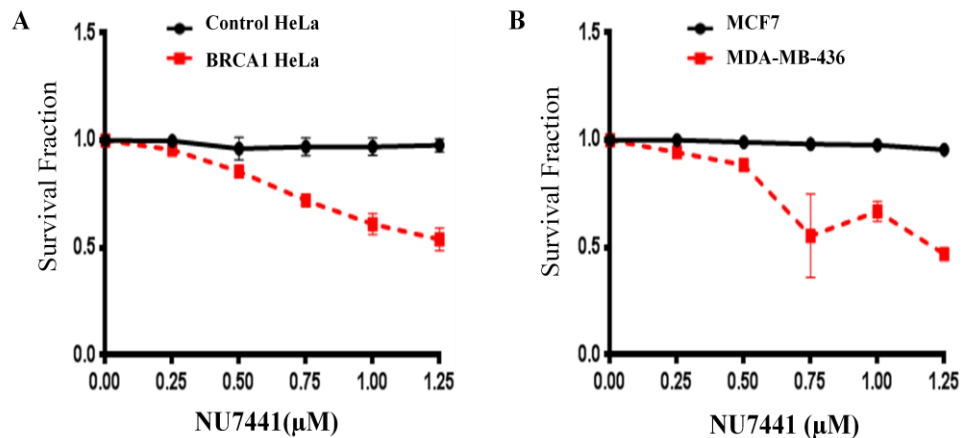 A
Control HeLa
BRCA1 HeLa
Survival Fraction
1.5
1.0
0.5
0.0
0.00 0.25 0.50 0.75 1.00 1.25
NU7441(μM)
B
MCF7
MDA-MB-436
Survival Fraction
1.5
1.0
0.5
0.0
0.00 0.25 0.50 0.75 1.00 1.25
NU7441 (μM)